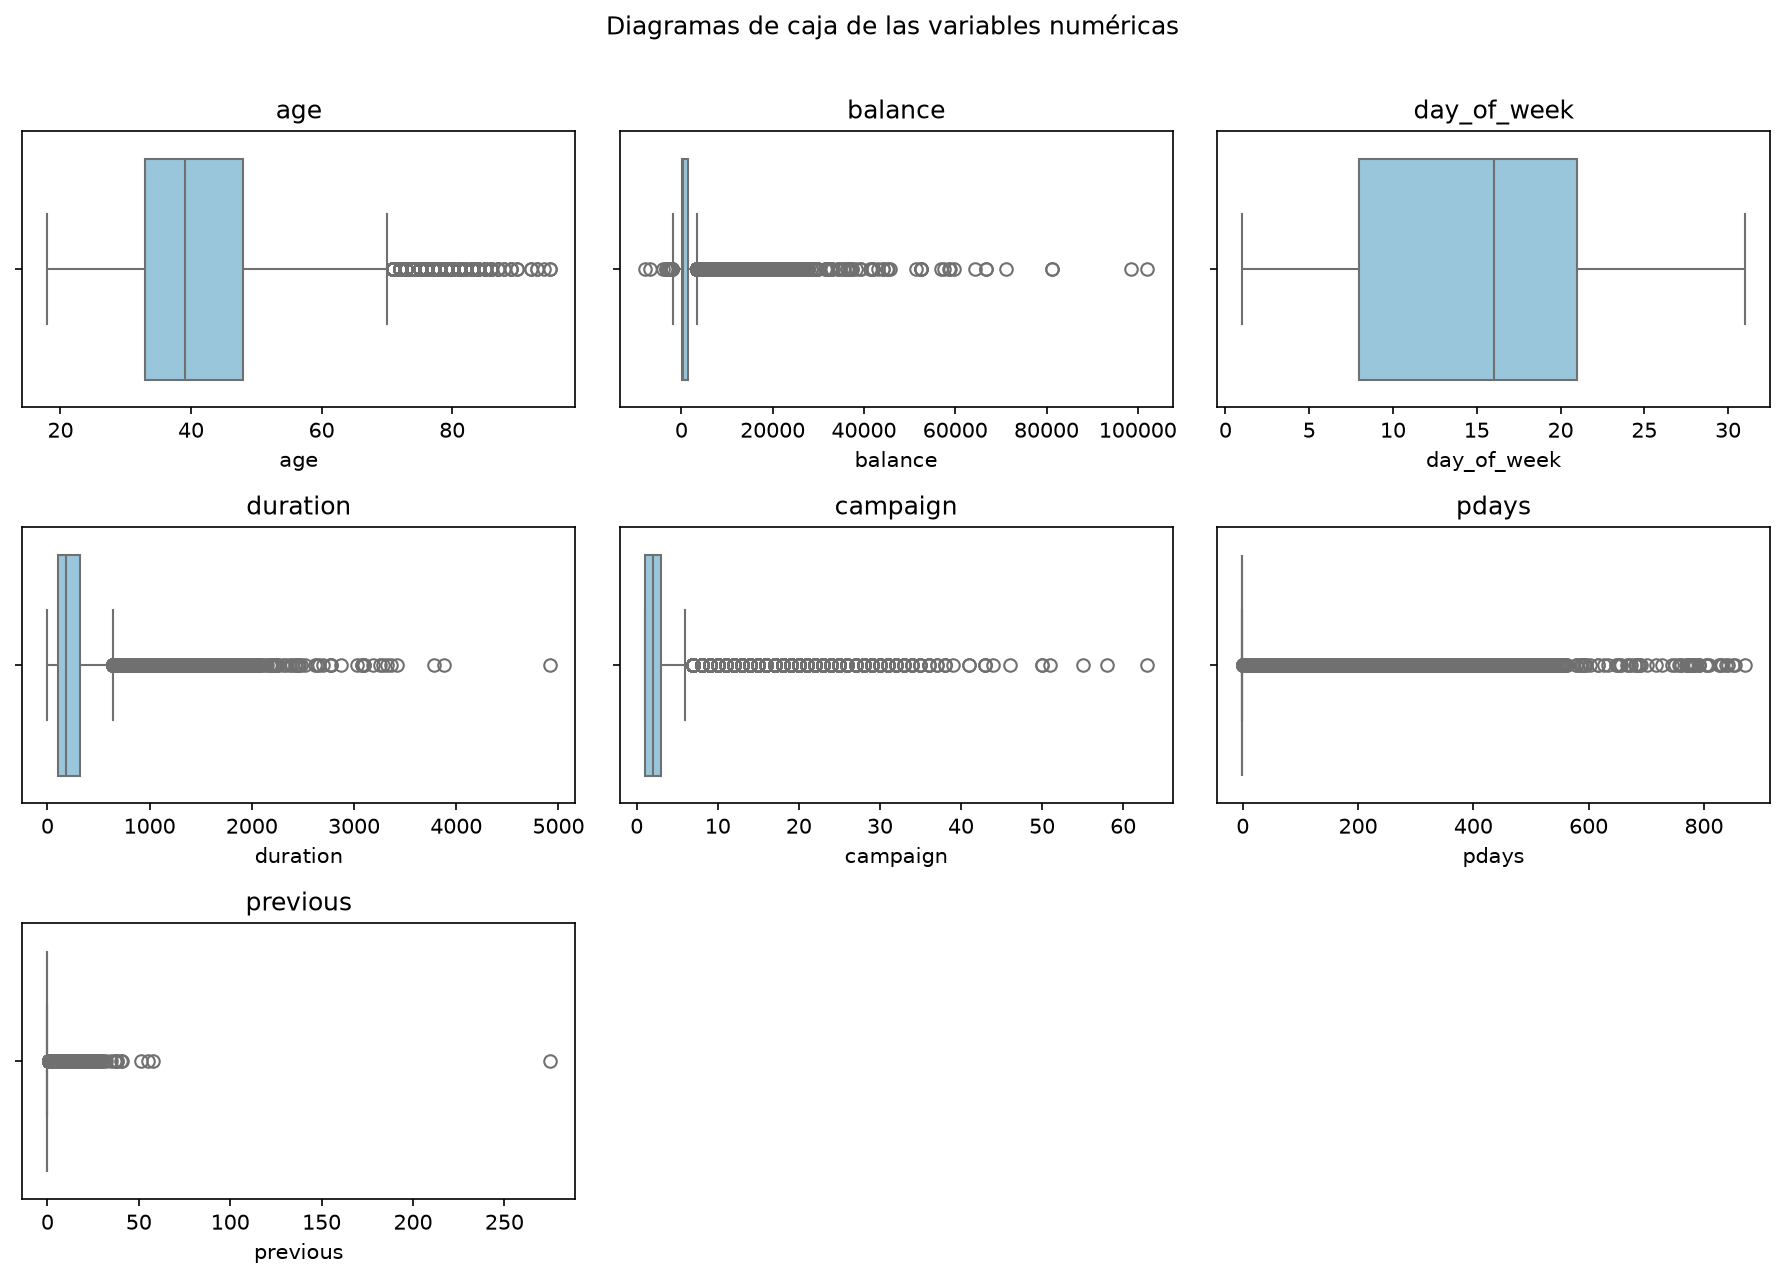 Diagramas de caja de las variables numéricas
age
balance
day_of_week
20 40 60 80
0 20000 40000 60000 80000 100000
0 5 10 15 20 25 30
age
balance
day_of_week
duration
campaign
pdays
0 1000 2000 3000 4000 5000
0 10 20 30 40 50 60
0 200 400 600 800
duration
campaign
pdays
previous
0 50 100 150 200 250
previous